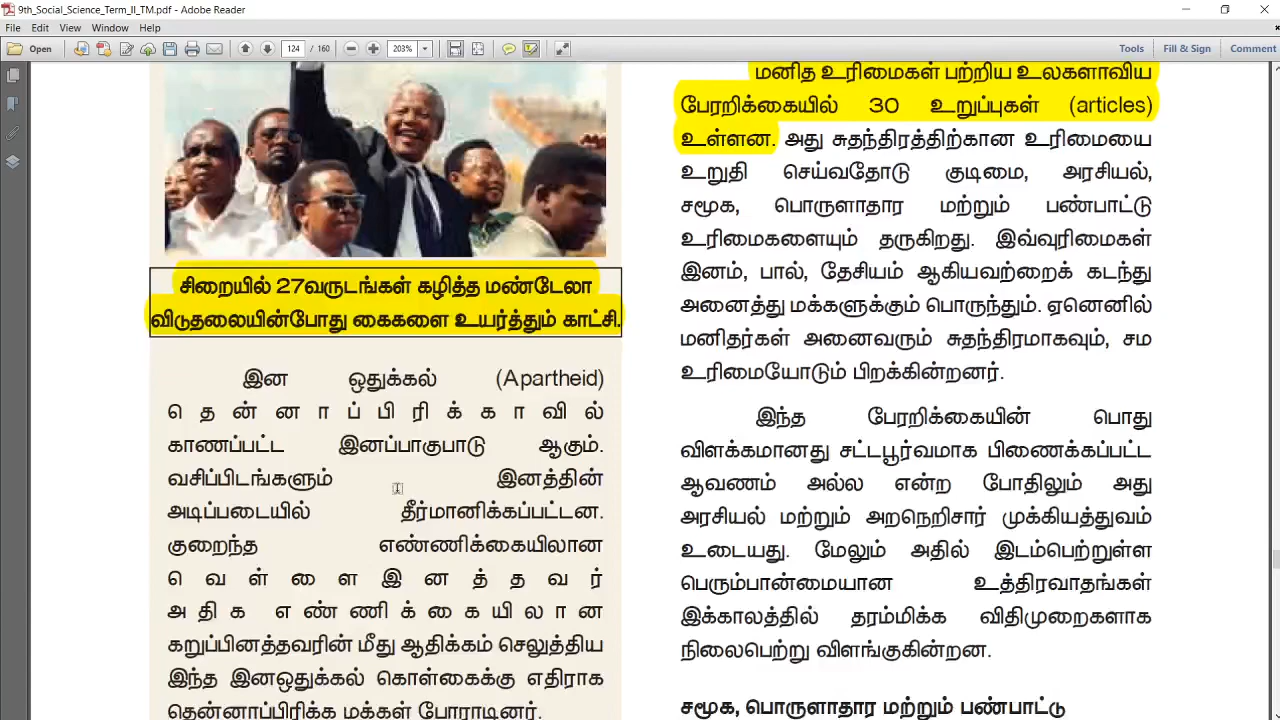 9th_Social_Science_Term_II_TM.pdf - Adobe Reader
File Edit View Window Help
Open 124 / 160 203% Tools Fill & Sign Comment
சிறையில் 27வருடங்கள் கழித்த மண்டேலா
விடுதலையின்போது கைகளை உயர்த்தும் காட்சி.
இன ஒதுக்கல் (Apartheid)
தென்னாப்பிரிக்காவில்
காணப்பட்ட இனப்பாகுபாடு ஆகும்.
வசிப்பிடங்களும் இனத்தின்
அடிப்படையில் தீர்மானிக்கப்பட்டன.
குறைந்த எண்ணிக்கையிலான
வெள்ளை இனத்தவர்
அதிக எண்ணிக்கையிலான
கறுப்பினத்தவரின் மீது ஆதிக்கம் செலுத்திய
இந்த இனஒதுக்கல் கொள்கைக்கு எதிராக
தென்னாப்பிரிக்க மக்கள் போராடினர்.
மனித உரிமைகள் பற்றிய உலகளாவிய
பேரறிக்கையில் 30 உறுப்புகள் (articles)
உள்ளன. அது சுதந்திரத்திற்கான உரிமையை
உறுதி செய்வதோடு குடிமை, அரசியல்,
சமூக, பொருளாதார மற்றும் பண்பாட்டு
உரிமைகளையும் தருகிறது. இவ்வுரிமைகள்
இனம், பால், தேசியம் ஆகியவற்றைக் கடந்து
அனைத்து மக்களுக்கும் பொருந்தும். ஏனெனில்
மனிதர்கள் அனைவரும் சுதந்திரமாகவும், சம
உரிமையோடும் பிறக்கின்றனர்.
இந்த பேரறிக்கையின் பொது
விளக்கமானது சட்டபூர்வமாக பிணைக்கப்பட்ட
ஆவணம் அல்ல என்ற போதிலும் அது
அரசியல் மற்றும் அறநெறிசார் முக்கியத்துவம்
உடையது. மேலும் அதில் இடம்பெற்றுள்ள
பெரும்பான்மையான உத்திரவாதங்கள்
இக்காலத்தில் தரம்மிக்க விதிமுறைகளாக
நிலைபெற்று விளங்குகின்றன.
சமூக, பொருளாதார மற்றும் பண்பாட்டு